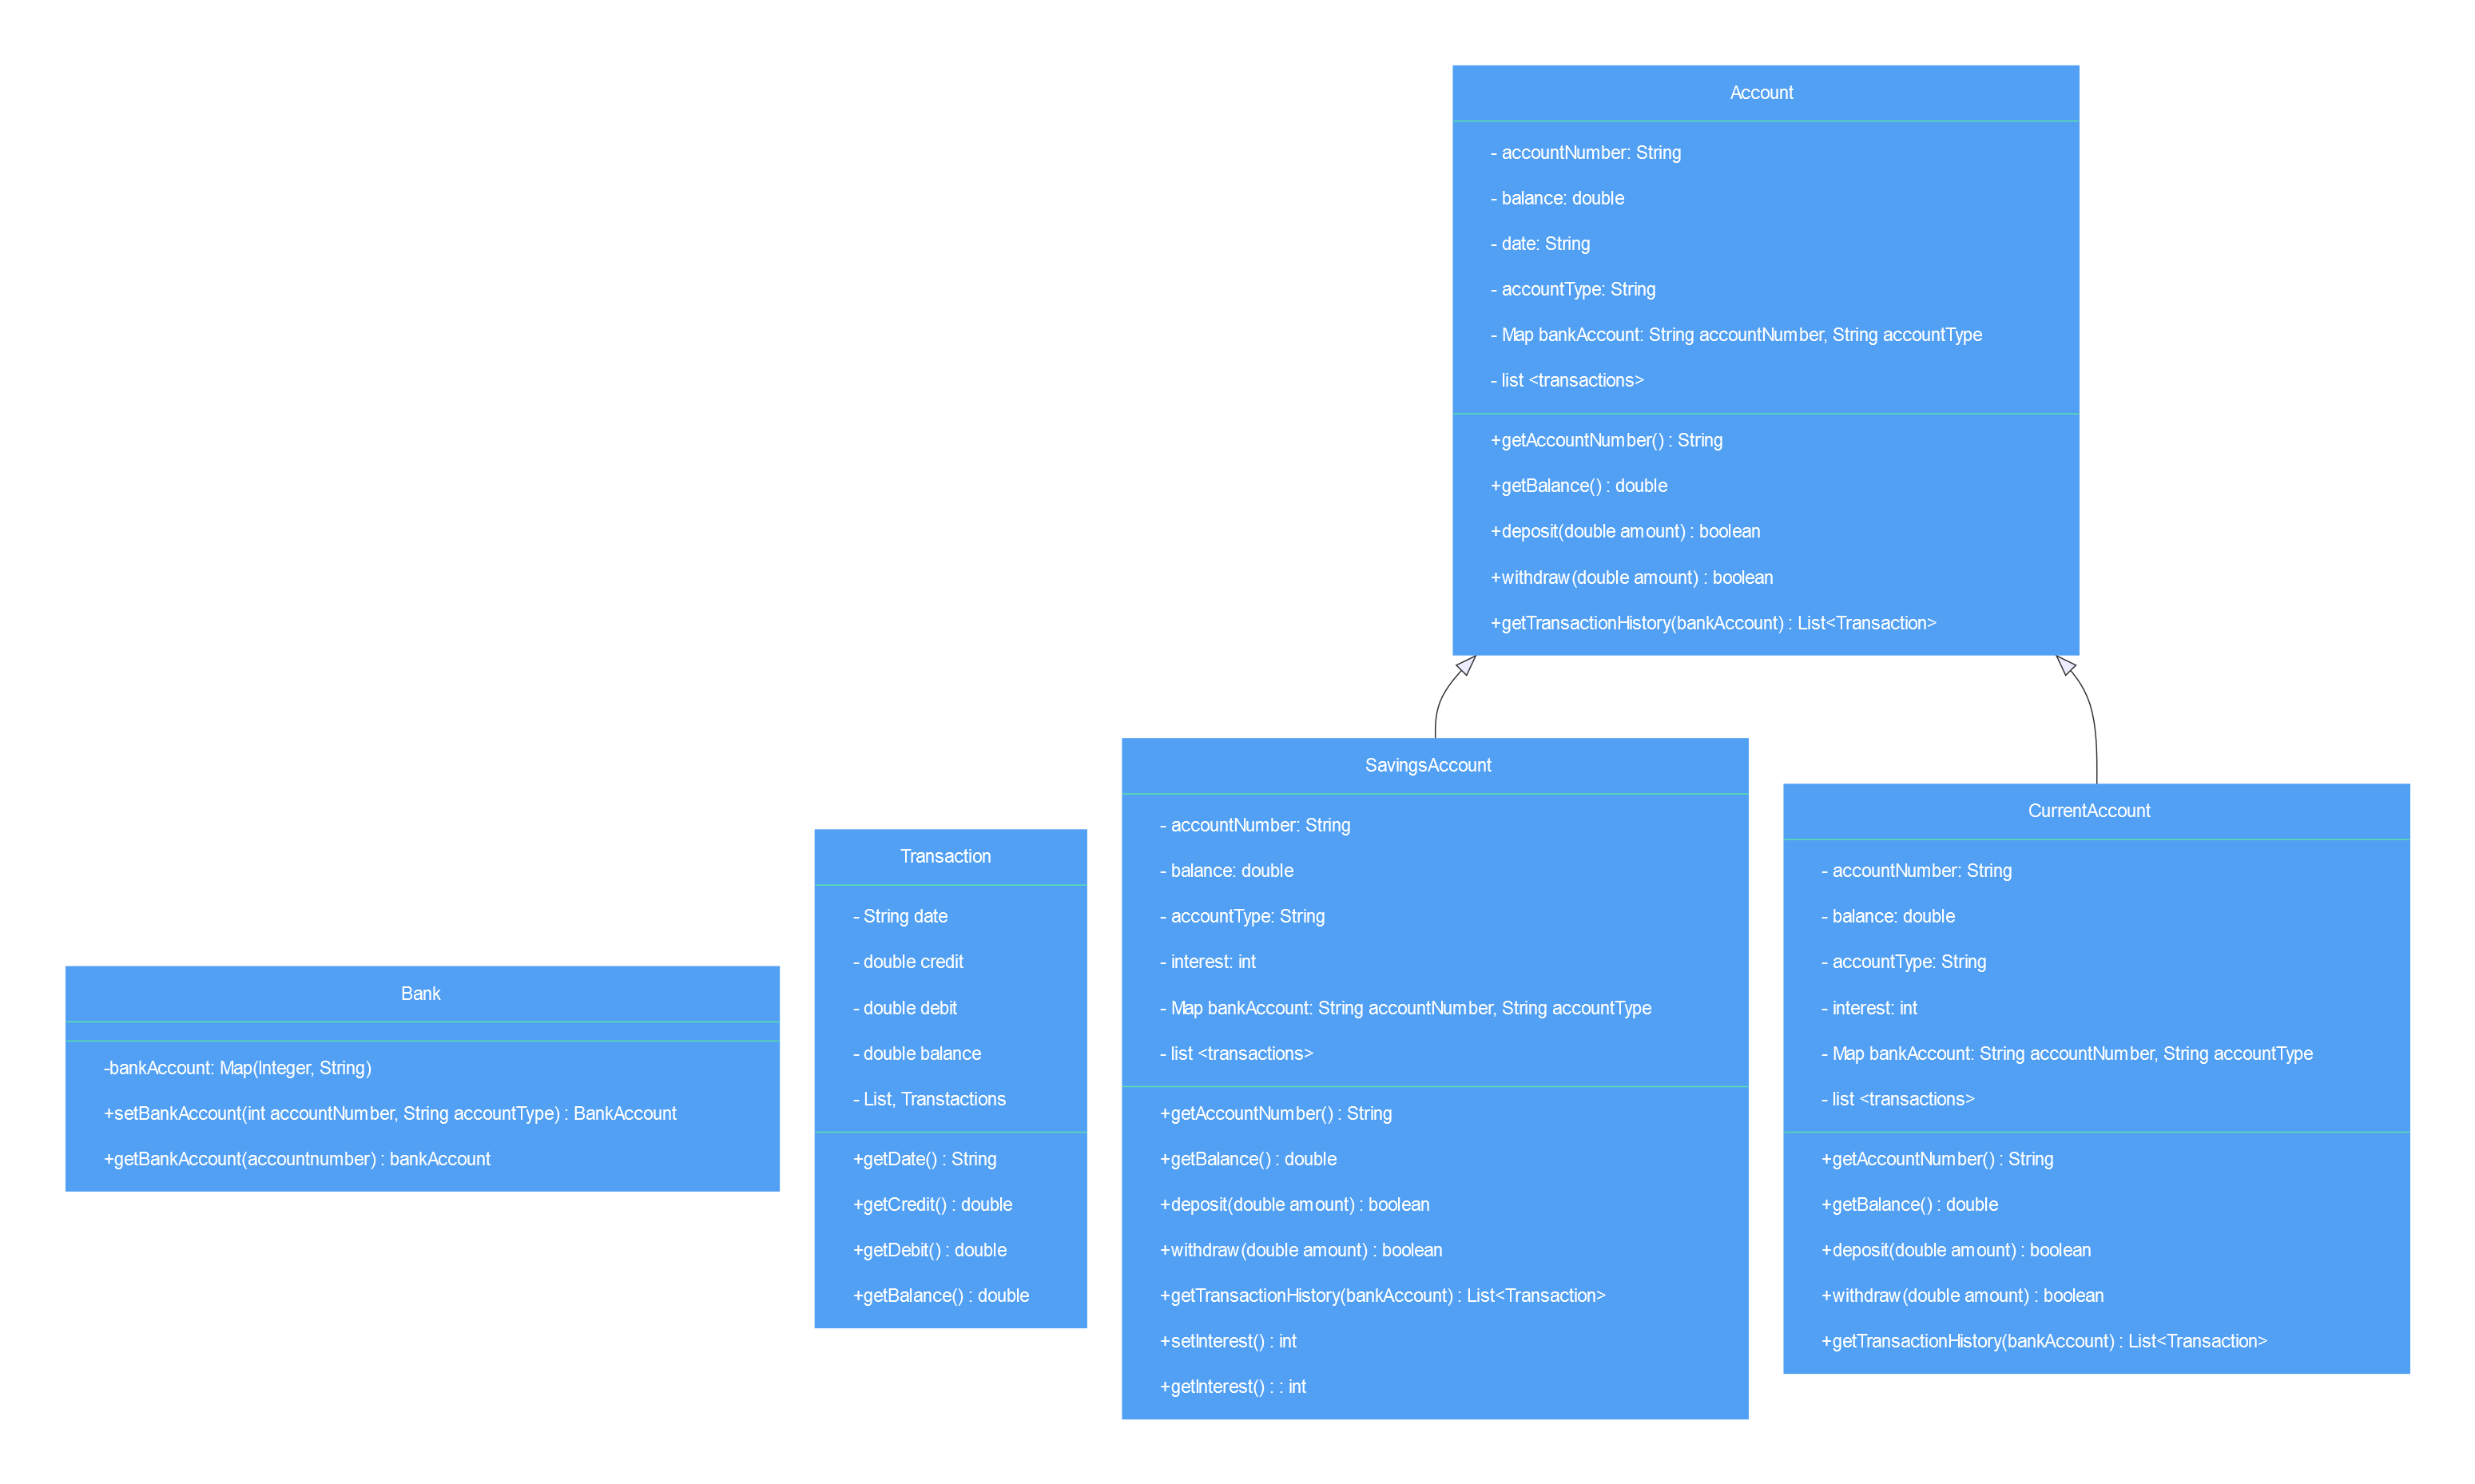 Account
- accountNumber: String
- balance: double
- date: String
- accountType: String
- Map bankAccount: String accountNumber, String accountType
- list <transactions>
+getAccountNumber() : String
+getBalance() : double
+deposit(double amount) : boolean
+withdraw(double amount) : boolean
+getTransactionHistory(bankAccount) : List<Transaction>
Bank
-bankAccount: Map(Integer, String)
+setBankAccount(int accountNumber, String accountType) : BankAccount
+getBankAccount(accountnumber) : bankAccount
Transaction
- String date
- double credit
- double debit
- double balance
- List, Transtactions
+getDate() : String
+getCredit() : double
+getDebit() : double
+getBalance() : double
SavingsAccount
- accountNumber: String
- balance: double
- accountType: String
- interest: int
- Map bankAccount: String accountNumber, String accountType
- list <transactions>
+getAccountNumber() : String
+getBalance() : double
+deposit(double amount) : boolean
+withdraw(double amount) : boolean
+getTransactionHistory(bankAccount) : List<Transaction>
+setInterest() : int
+getInterest() : : int
CurrentAccount
- accountNumber: String
- balance: double
- accountType: String
- interest: int
- Map bankAccount: String accountNumber, String accountType
- list <transactions>
+getAccountNumber() : String
+getBalance() : double
+deposit(double amount) : boolean
+withdraw(double amount) : boolean
+getTransactionHistory(bankAccount) : List<Transaction>